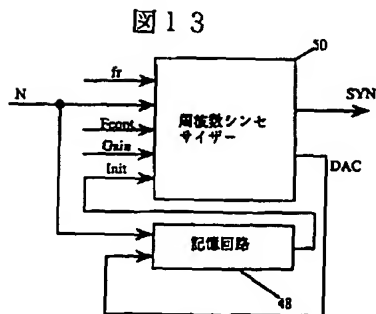 図13
50
fr
N
SYN
Fcont
周波数シンセ
サイザー
Gain
Init
DAC
記憶回路
48